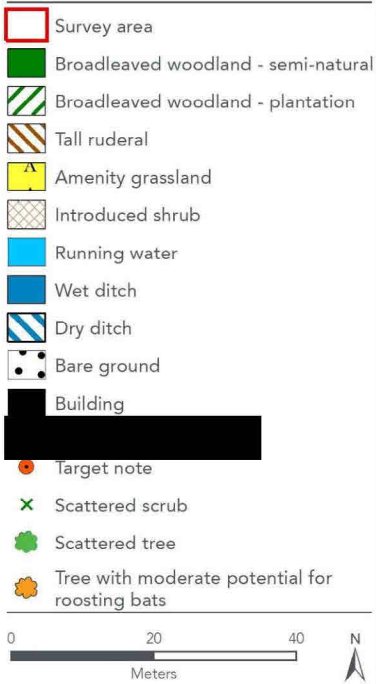 Survey area
Broadleaved woodland - semi-natural
Broadleaved woodland - plantation
Tall ruderal
A
Amenity grassland
Introduced shrub
Running water
Wet ditch
Dry ditch
Bare ground
Building
Target note
Scattered scrub
Scattered tree
Tree with moderate potential for
roosting bats
0 20 40 N
Meters